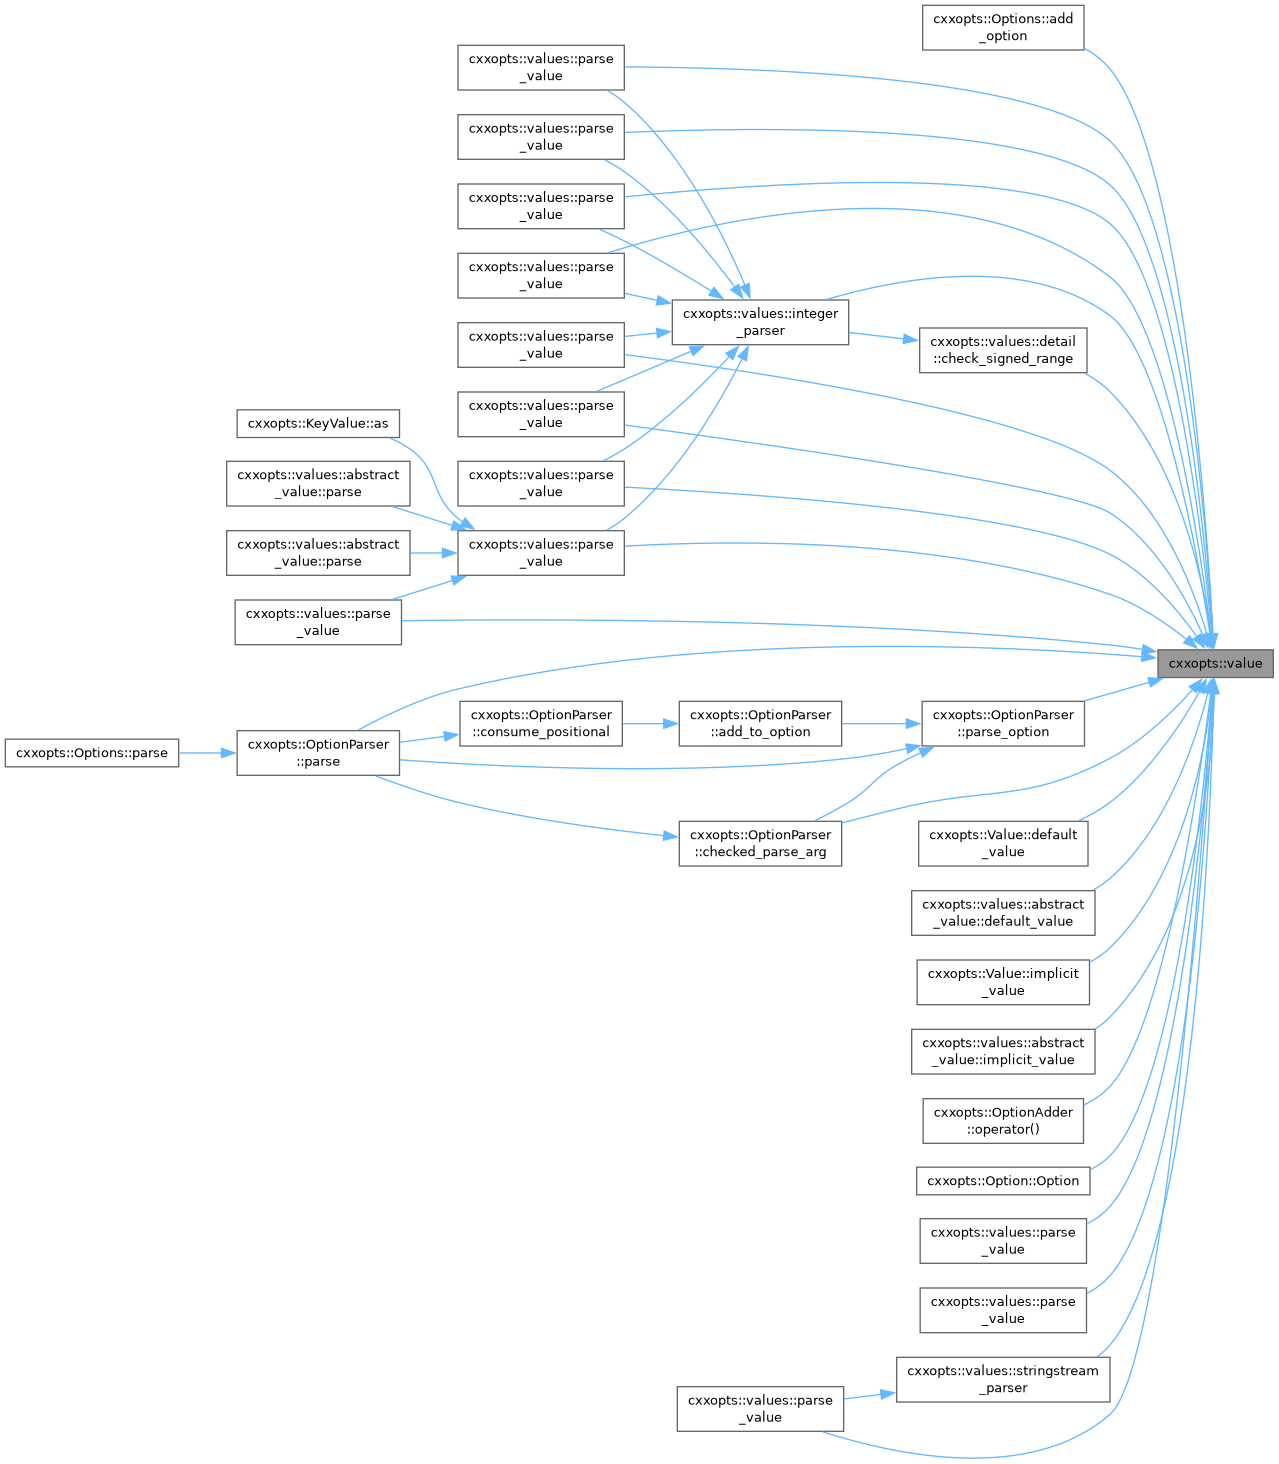 cxxopts::Options::add
_option
cxxopts::values::parse
_value
cxxopts::values::parse
_value
cxxopts::values::parse
_value
cxxopts::values::parse
_value
cxxopts::values::integer
_parser
cxxopts::values::parse
_value
cxxopts::values::detail
::check_signed_range
cxxopts::values::parse
_value
cxxopts::KeyValue::as
cxxopts::values::abstract
_value::parse
cxxopts::values::parse
_value
cxxopts::values::abstract
_value::parse
cxxopts::values::parse
_value
cxxopts::values::parse
_value
cxxopts::value
cxxopts::OptionParser
::consume_positional
cxxopts::OptionParser
::add_to_option
cxxopts::OptionParser
::parse_option
cxxopts::Options::parse
cxxopts::OptionParser
::parse
cxxopts::OptionParser
::checked_parse_arg
cxxopts::Value::default
_value
cxxopts::values::abstract
_value::default_value
cxxopts::Value::implicit
_value
cxxopts::values::abstract
_value::implicit_value
cxxopts::OptionAdder
::operator()
cxxopts::Option::Option
cxxopts::values::parse
_value
cxxopts::values::parse
_value
cxxopts::values::stringstream
_parser
cxxopts::values::parse
_value